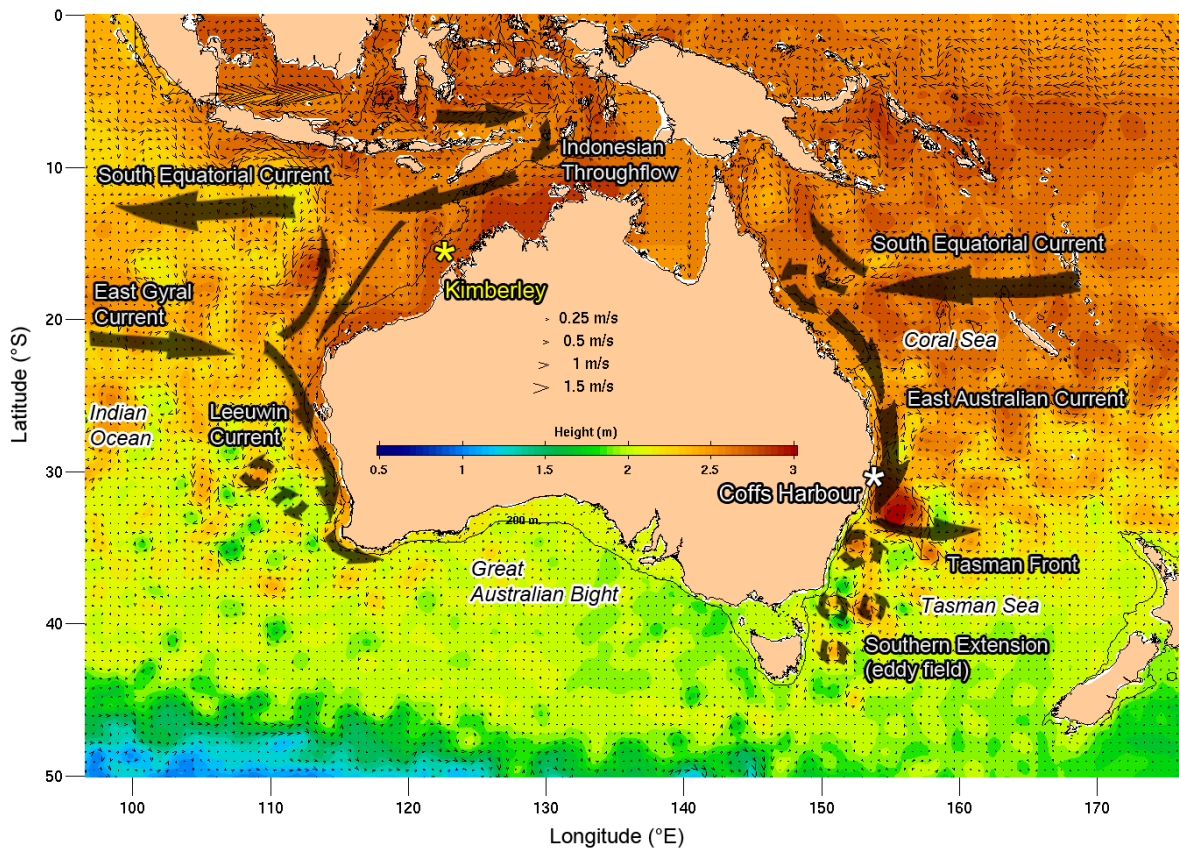 0
10
20
30
40
50
Latitude (°S)
Indonesian
Throughflow
South Equatorial Current
South Equatorial Current
Kimberley
East Gyral
Current
0.25 m/s
0.5 m/s
1 m/s
1.5 m/s
Coral Sea
East Australian Current
Indian
Ocean
Leeuwin
Current
Height (m)
0.5
1
1.5
2
2.5
3
Coffs Harbour
200 m
Great
Australian Bight
Tasman Front
Tasman Sea
Southern Extension
(eddy field)
100
110
120
130
140
150
160
170
Longitude (°E)